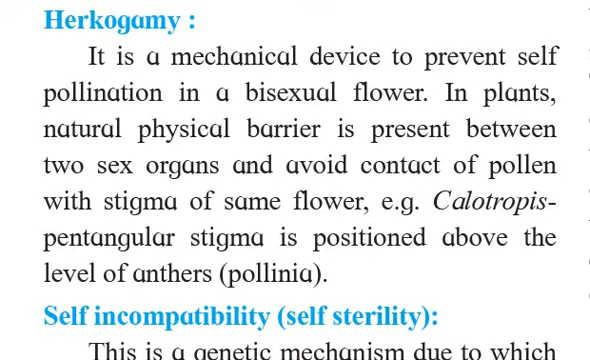 Herkogamy :
It is a mechanical device to prevent self
pollination in a bisexual flower. In plants,
natural physical barrier is present between
two sex organs and avoid contact of pollen
with stigma of same flower, e.g. Calotropis-
pentangular stigma is positioned above the
level of anthers (pollinia).
Self incompatibility (self sterility):
This is a genetic mechanism due to which